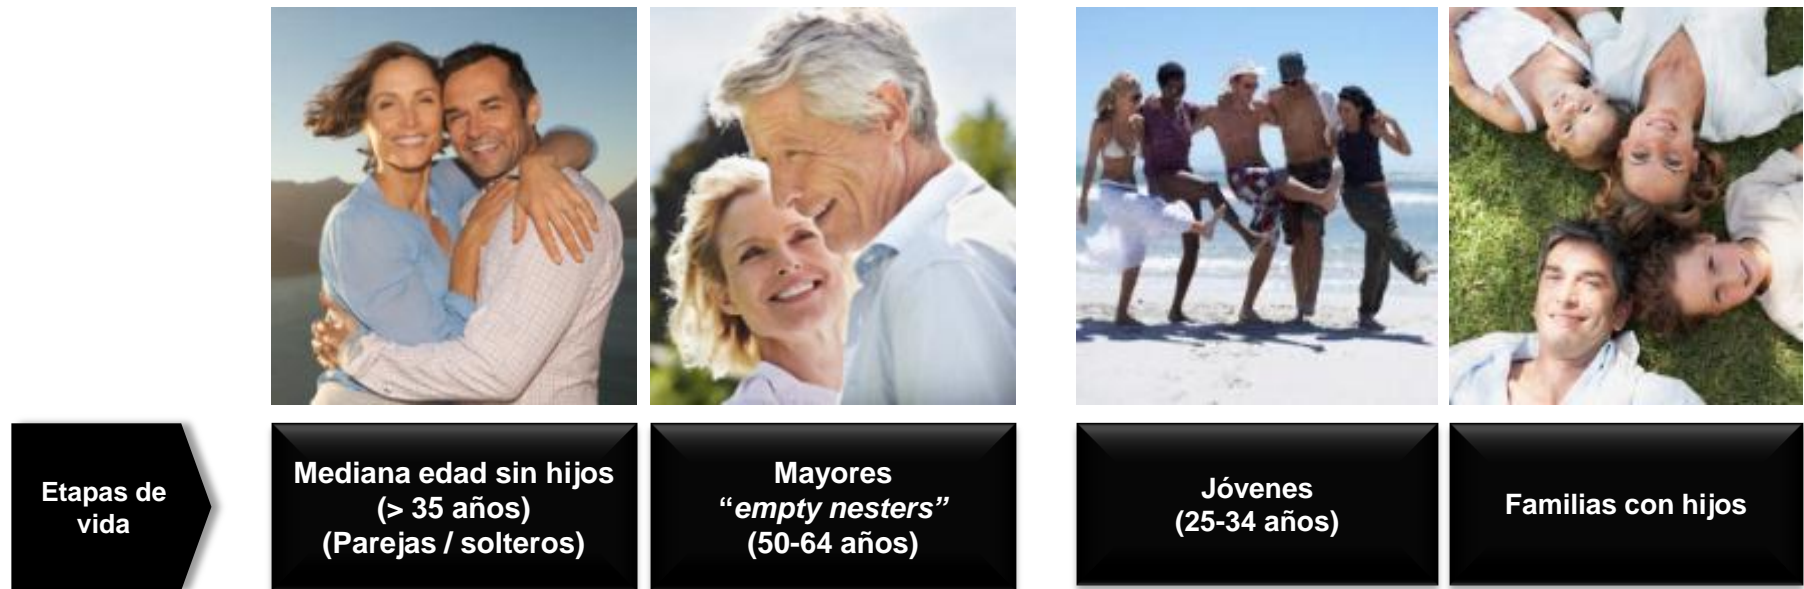 Etapas de
vida
Mediana edad sin hijos
(> 35 años)
(Parejas / solteros)
Mayores
“empty nesters”
(50-64 años)
Jóvenes
(25-34 años)
Familias con hijos